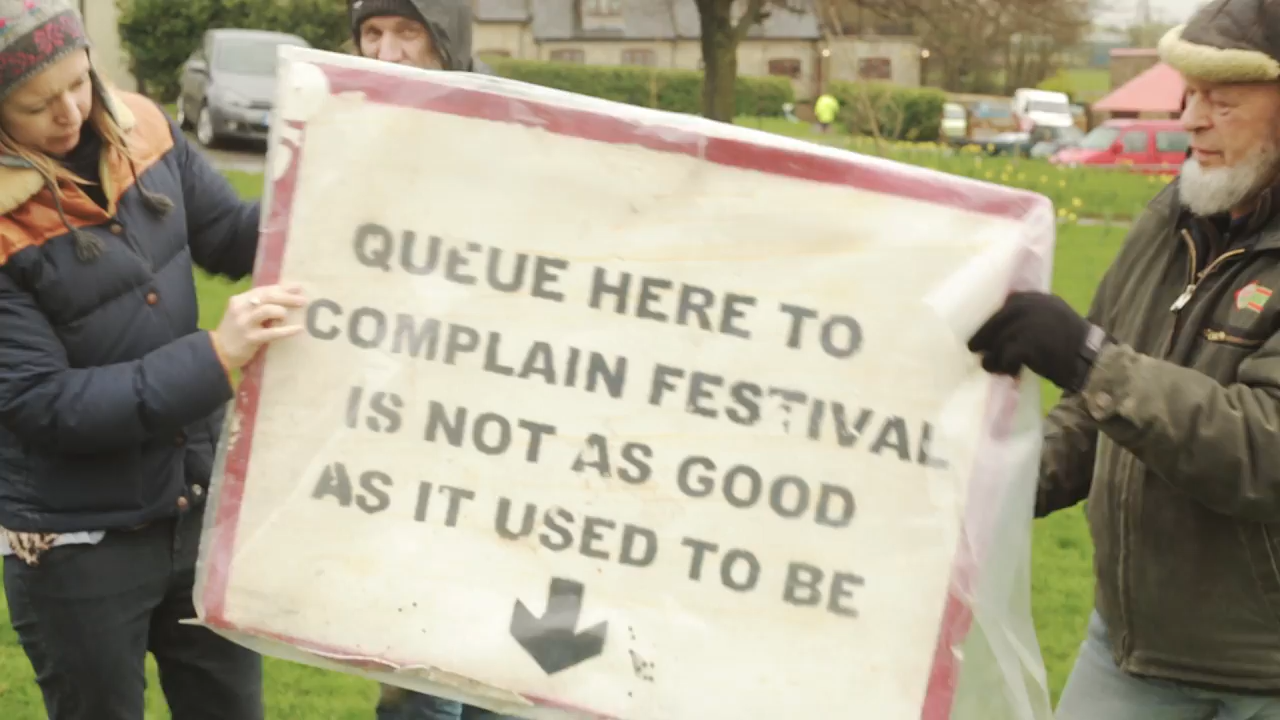 QUEUE HERE TO
COMPLAIN FESTIVAL
IS NOT AS GOOD
AS IT USED TO BE